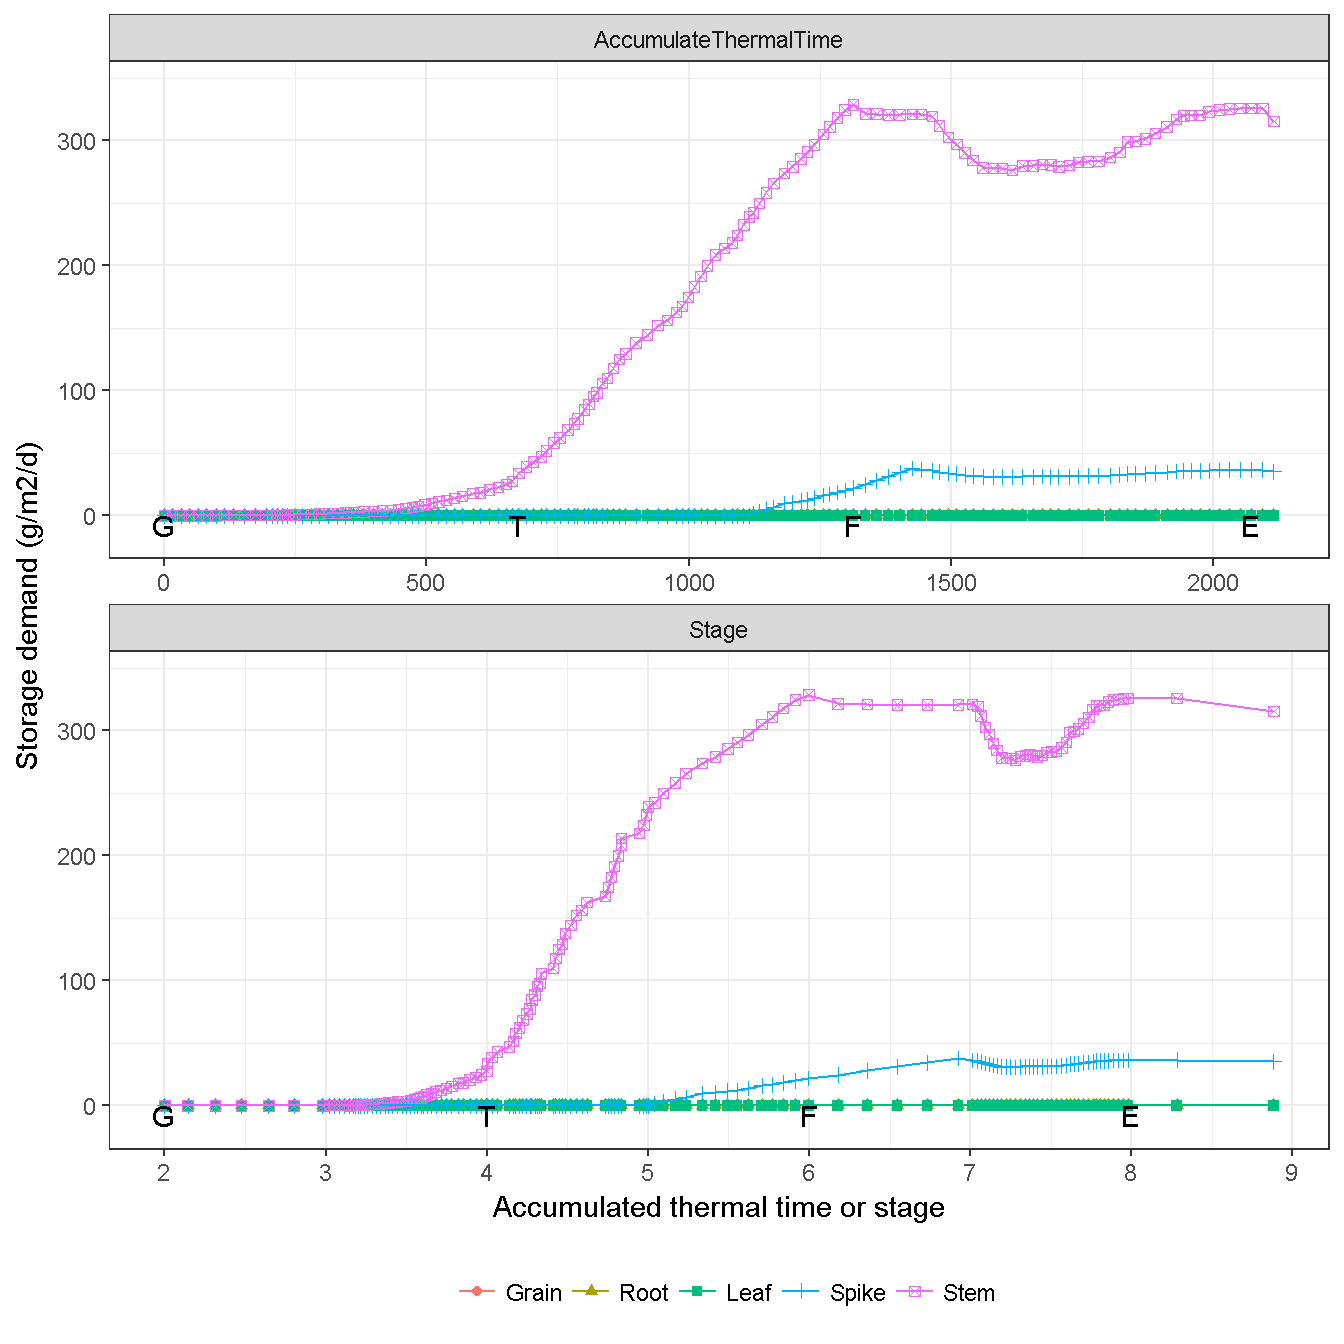 AccumulateThermalTime
300
200
100
0
G T F E
0 500 1000 1500 2000
Storage demand (g/m2/d)
Stage
300
200
100
0
G T F E
2 3 4 5 6 7 8 9
Accumulated thermal time or stage
Grain Root Leaf Spike Stem